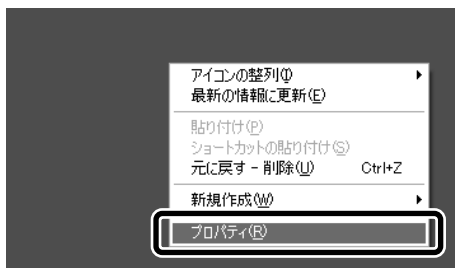 アイコンの整列(I)
最新の情報に更新(E)
貼り付け(P)
ショートカットの貼り付け(S)
元に戻す - 削除(U) Ctrl+Z
新規作成(W)
プロパティ(R)